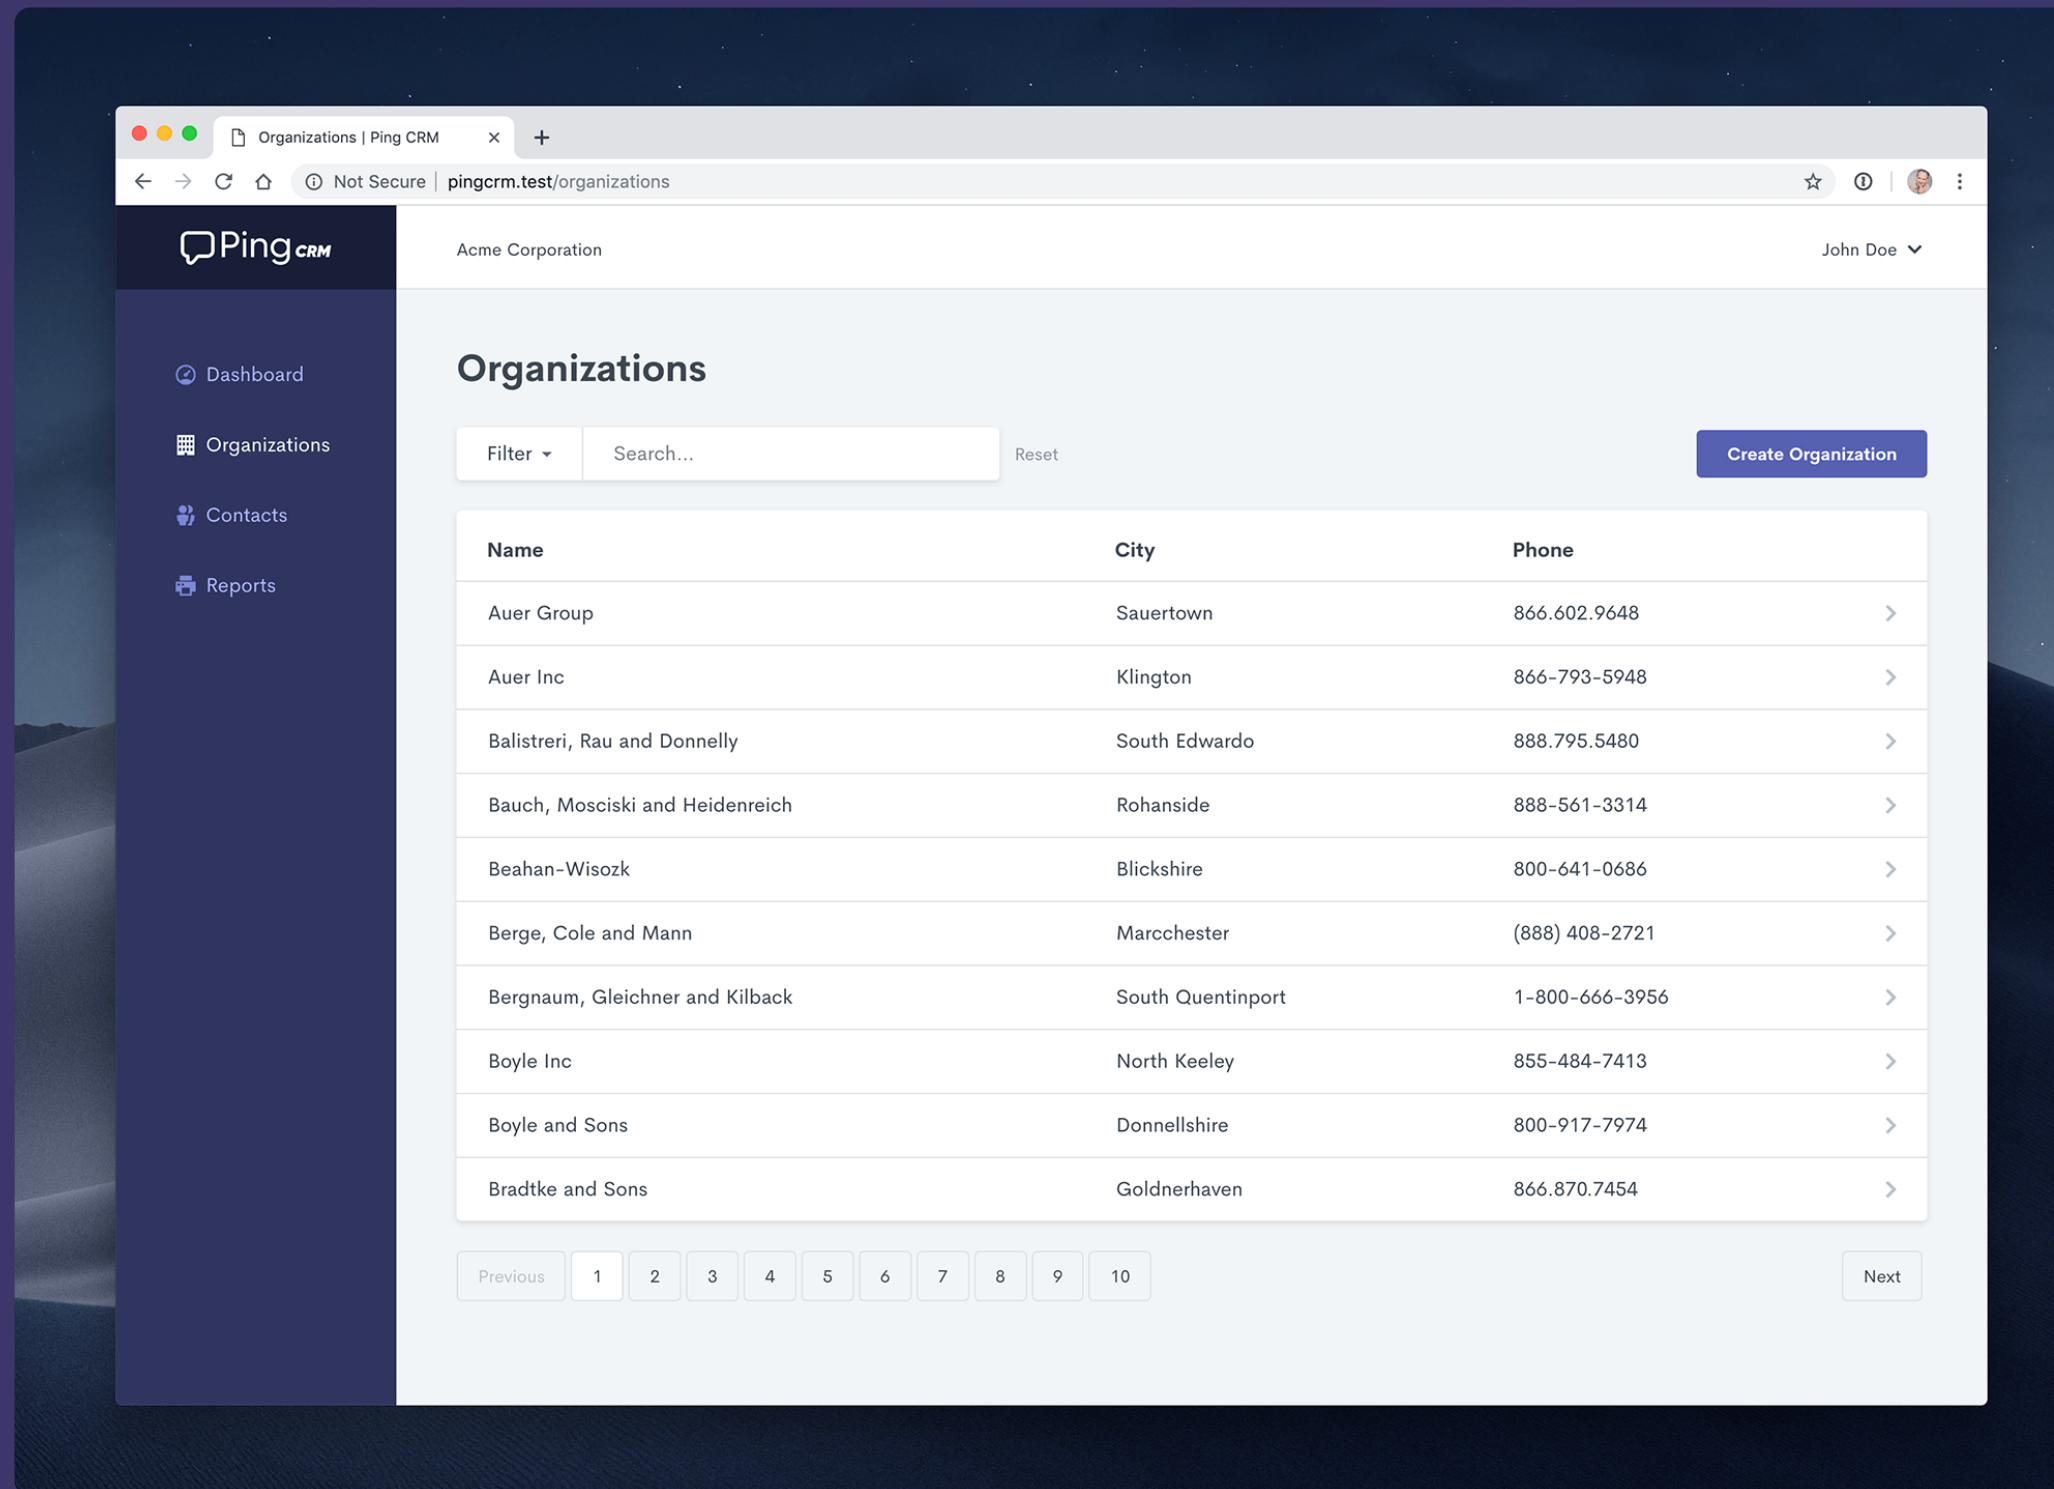 Organizations | Ping CRM
Not Secure | pingcrm.test/organizations
Ping CRM
Acme Corporation
John Doe
Dashboard
Organizations
Contacts
Reports
Organizations
Filter
Search...
Reset
Create Organization
Name City Phone
Auer Group Sauertown 866.602.9648
Auer Inc Klington 866-793-5948
Balistreri, Rau and Donnelly South Edwardo 888.795.5480
Bauch, Mosciski and Heidenreich Rohanside 888-561-3314
Beahan-Wisozk Blickshire 800-641-0686
Berge, Cole and Mann Marcchester (888) 408-2721
Bergnaum, Gleichner and Kilback South Quentinport 1-800-666-3956
Boyle Inc North Keeley 855-484-7413
Boyle and Sons Donnellshire 800-917-7974
Bradtke and Sons Goldnerhaven 866.870.7454
Previous 1 2 3 4 5 6 7 8 9 10 Next